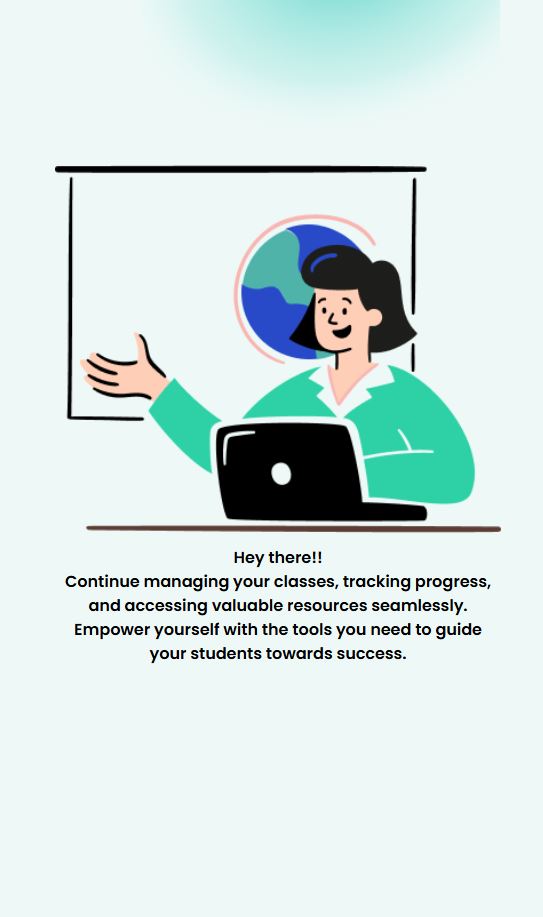 Hey there!!
Continue managing your classes, tracking progress,
and accessing valuable resources seamlessly.
Empower yourself with the tools you need to guide
your students towards success.